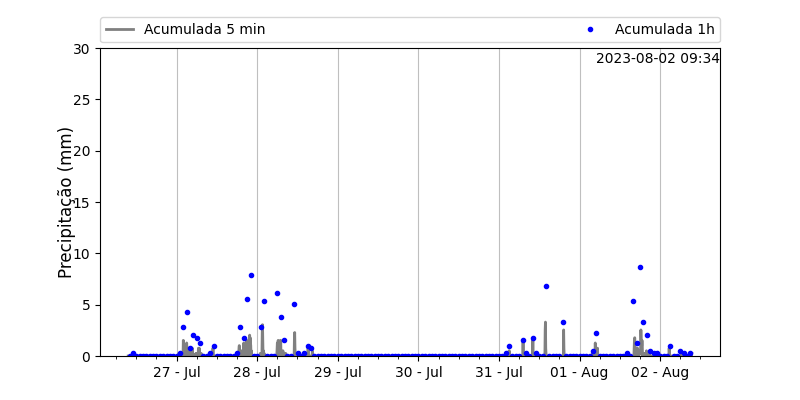 Acumulada 5 min
Acumulada 1h
2023-08-02 09:34
Precipitação (mm)
30
25
20
15
10
5
0
27 - Jul
28 - Jul
29 - Jul
30 - Jul
31 - Jul
01 - Aug
02 - Aug